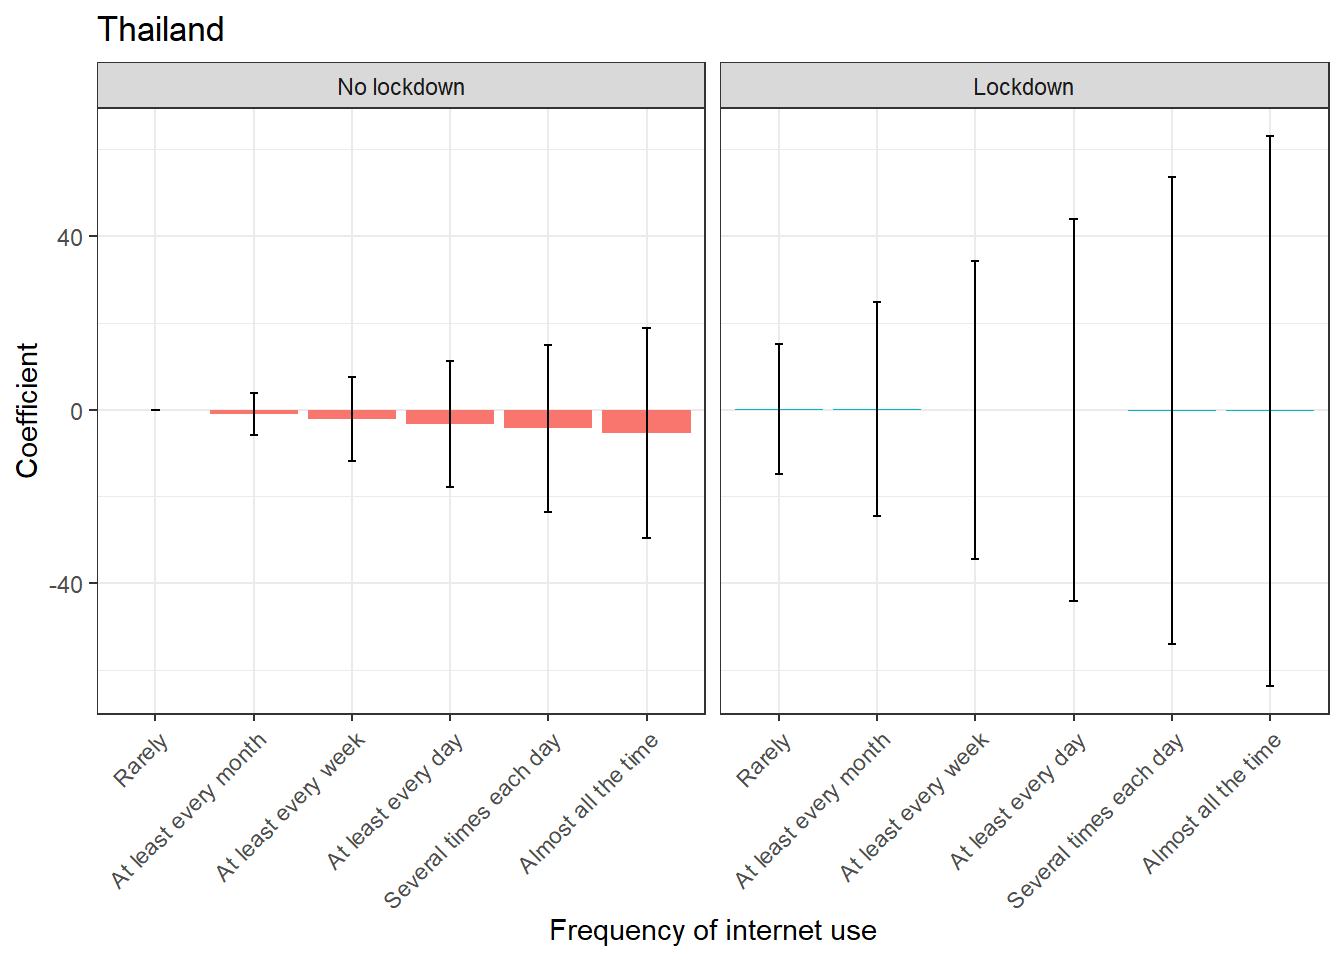 Thailand
No lockdown
Lockdown
Coefficient
40
0
-40
Rarely
At least every month
At least every week
At least every day
Several times each day
Almost all the time
Rarely
At least every month
At least every week
At least every day
Several times each day
Almost all the time
Frequency of internet use